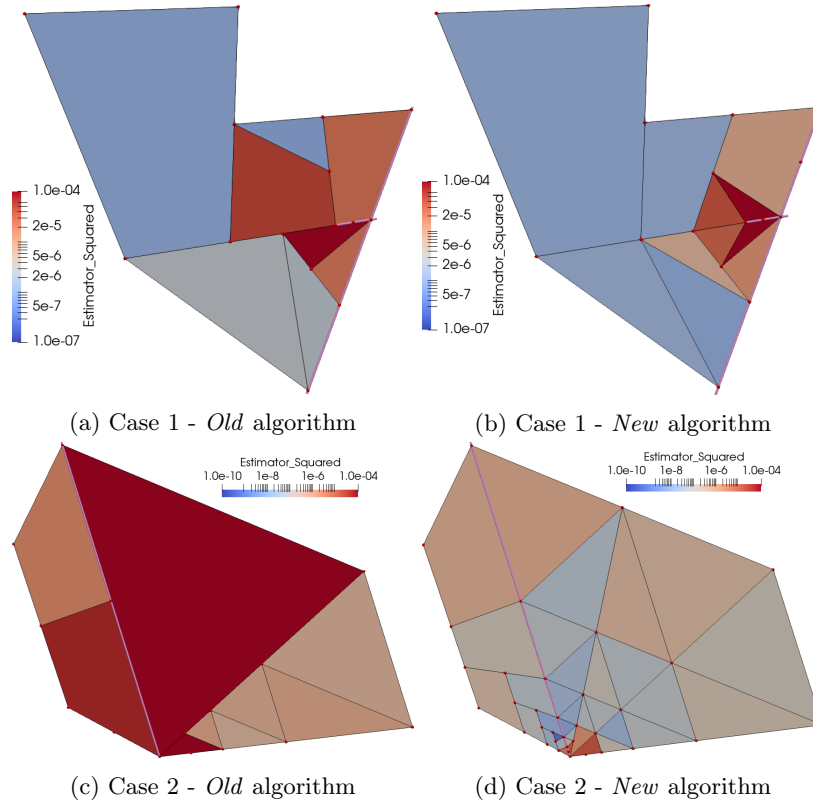 1.0e-04
2e-5
5e-6
2e-6
5e-7
1.0e-07
Estimator_Squared
1.0e-04
2e-5
5e-6
2e-6
5e-7
1.0e-07
Estimator_Squared
(a) Case 1 - Old algorithm
(b) Case 1 - New algorithm
Estimator_Squared
1.0e-10 1e-8 1e-6 1.0e-04
Estimator_Squared
1.0e-10 1e-8 1e-6 1.0e-04
(c) Case 2 - Old algorithm
(d) Case 2 - New algorithm